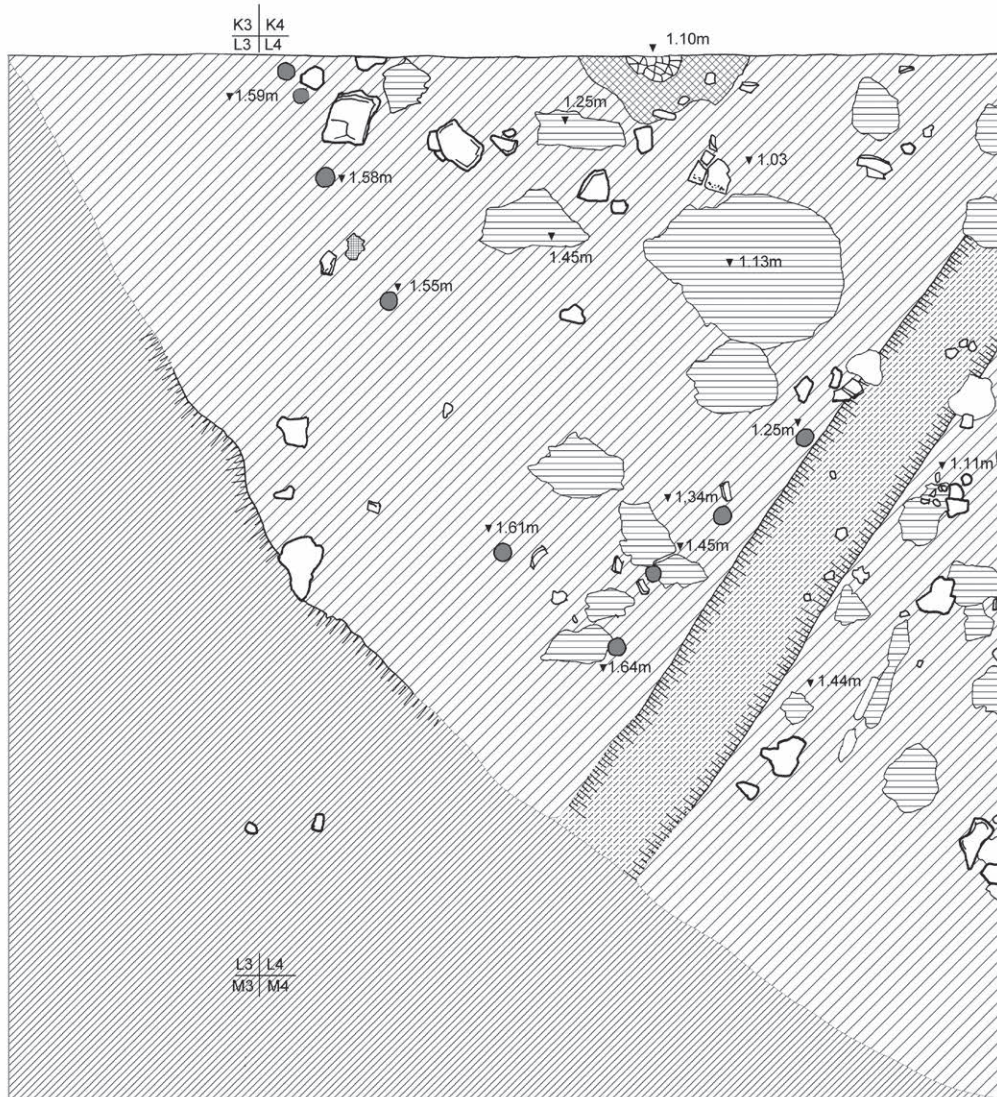 K3 K4
L3 L4
▼1.10m
▼1.59m
1.25m
▼
▼1.03
▼1.58m
▼
1.45m
▼1.13m
▼1.55m
1.25m▼
▼1.11m
▼1.34m
▼1.61m
▼1.45m
▼1.64m
▼1.44m
L3 L4
M3 M4